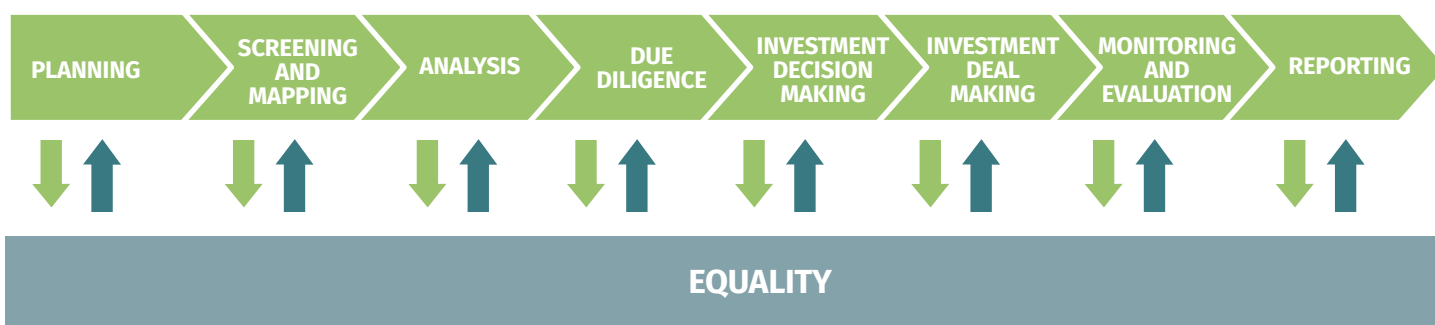 PLANNING
SCREENING
AND
MAPPING
ANALYSIS
DUE
DILIGENCE
INVESTMENT
DECISION
MAKING
INVESTMENT
DEAL
MAKING
MONITORING
AND
EVALUATION
REPORTING
EQUALITY